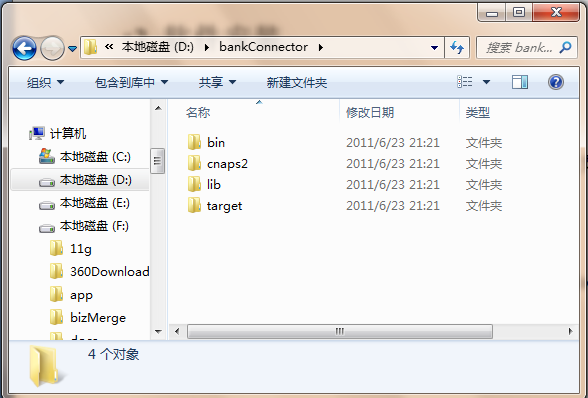 « 本地磁盘 (D:) bankConnector
搜索 bank...
组织 包含到库中 共享 新建文件夹
名称 修改日期 类型
计算机
本地磁盘 (C:)
本地磁盘 (D:)
本地磁盘 (E:)
本地磁盘 (F:)
11g
360Download
app
bizMerge
bin 2011/6/23 21:21 文件夹
cnaps2 2011/6/23 21:21 文件夹
lib 2011/6/23 21:21 文件夹
target 2011/6/23 21:21 文件夹
4 个对象